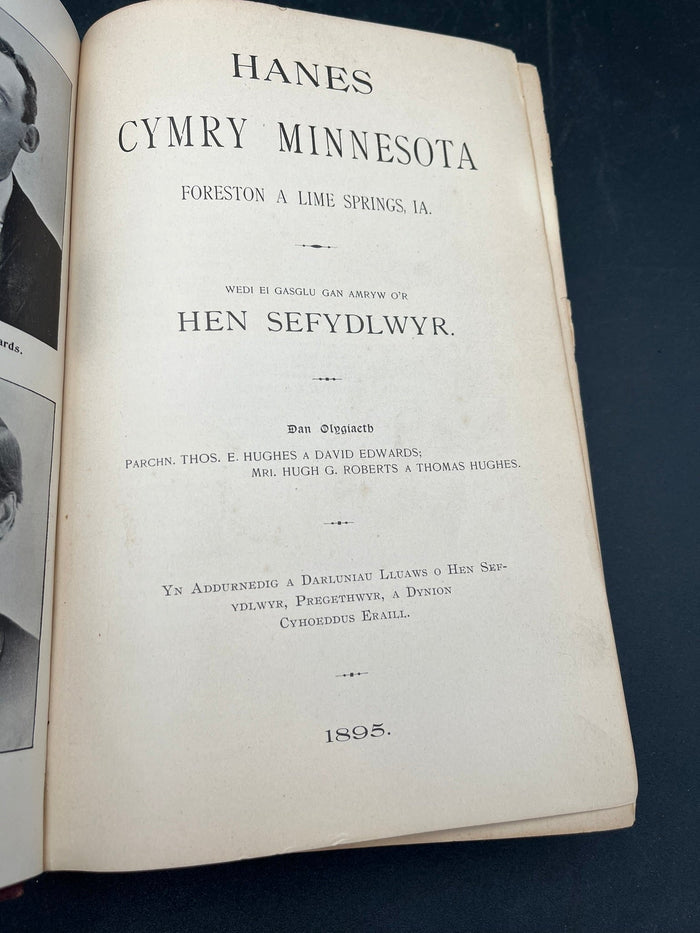 HANES
CYMRY MINNESOTA
FORESTON A LIME SPRINGS, IA.
WEDI EI GASGLU GAN AMRYW O'R
HEN SEFYDLWYR.
Dan Olygiaeth
PARCHN. THOS. E. HUGHES A DAVID EDWARDS;
MRI. HUGH G. ROBERTS A THOMAS HUGHES.
YN ADDURNEDIG A DARLUNIAU LLUAWS O HEN SEF-
YDLWYR, PREGETHWYR, A DYNION
CYHOEDDUS ERAILL.
1895.